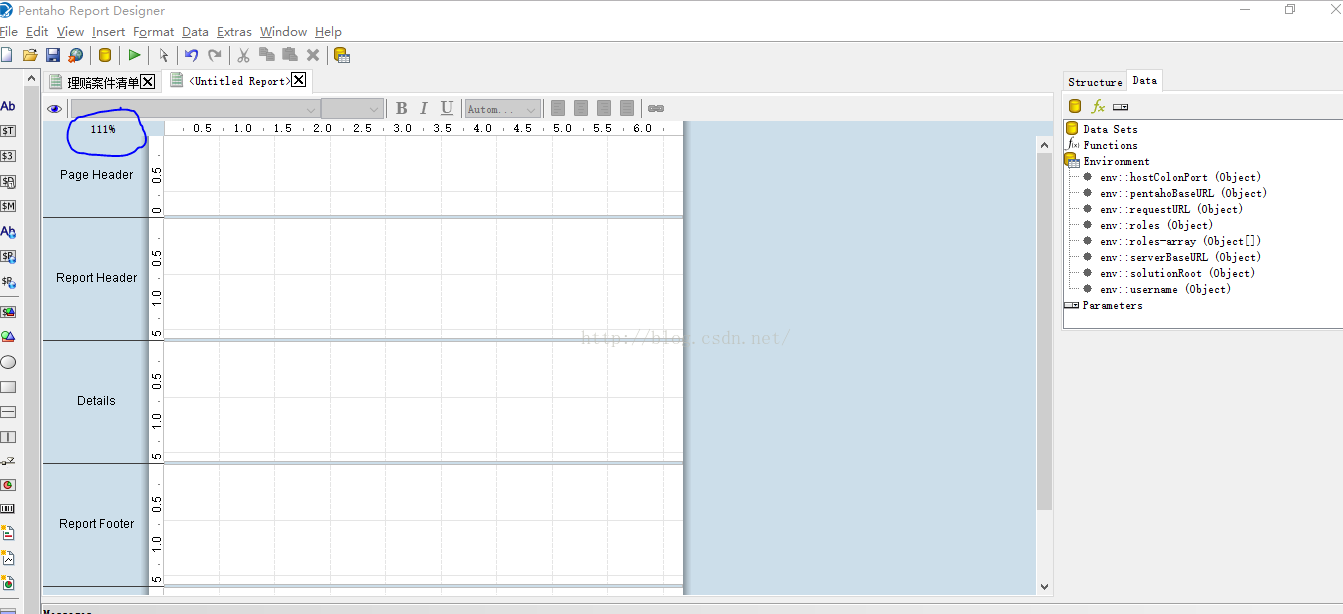 Pentaho Report Designer
File Edit View Insert Format Data Extras Window Help
理赔案件清单 <Untitled Report>
Structure Data
B I U Autom...
111%
0.5 1.0 1.5 2.0 2.5 3.0 3.5 4.0 4.5 5.0 5.5 6.0
Ab
$T
$3
$M
Ab
$P
$P
Page Header
0.5
0
Report Header
0.5
1.0
5
Details
0.5
1.0
5
Report Footer
0.5
1.0
5
Data Sets
Functions
Environment
env::hostColonPort (Object)
env::pentahoBaseURL (Object)
env::requestURL (Object)
env::roles (Object)
env::roles-array (Object[])
env::serverBaseURL (Object)
env::solutionRoot (Object)
env::username (Object)
Parameters
http://blog.csdn.net/
Messages